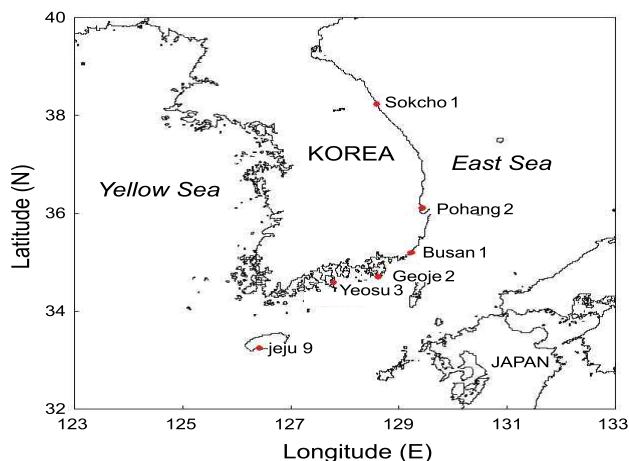 40
38
36
34
32
Latitude (N)
Sokcho 1
KOREA
East Sea
Yellow Sea
Pohang 2
Busan 1
Geoje 2
Yeosu 3
jeju 9
JAPAN
123
125
127
129
131
133
Longitude (E)